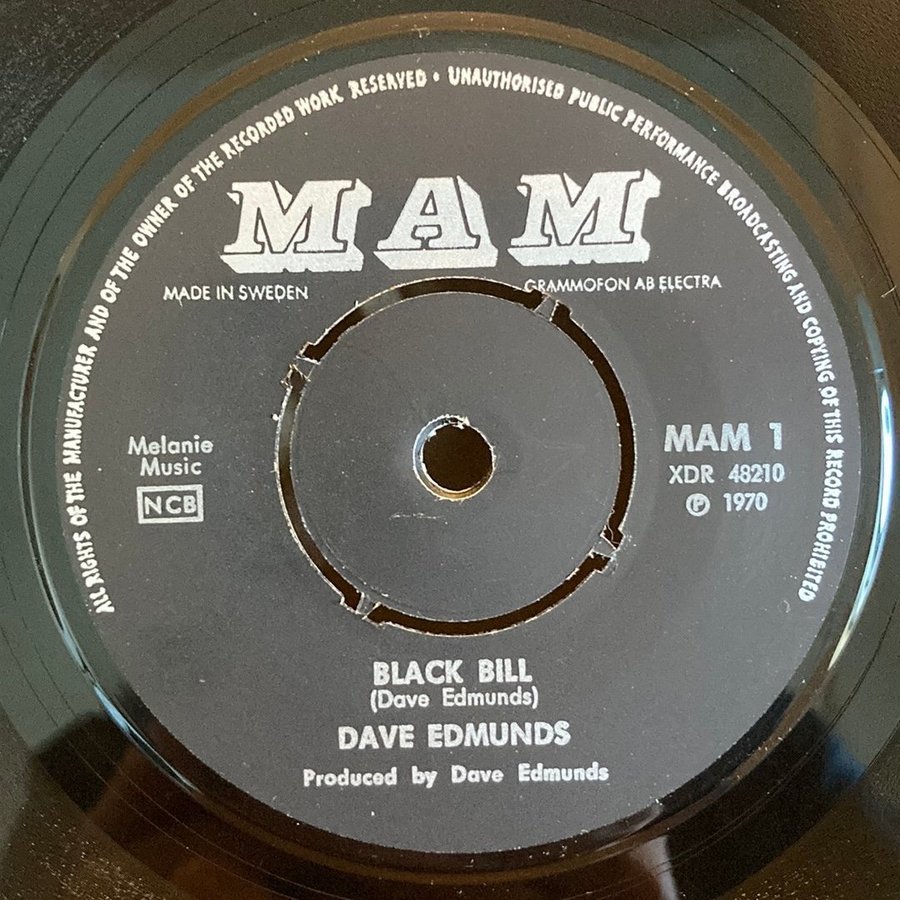 ALL RIGHTS OF THE MANUFACTURER AND OF THE OWNER OF THE RECORDED WORK RESERVED • UNAUTHORISED PUBLIC PERFORMANCE BROADCASTING AND COPYING OF THIS RECORD PROHIBITED
MAM
MADE IN SWEDEN
GRAMMOFON AB ELECTRA
Melanie
Music
NCB
MAM 1
XDR 48210
℗ 1970
BLACK BILL
(Dave Edmunds)
DAVE EDMUNDS
Produced by Dave Edmunds